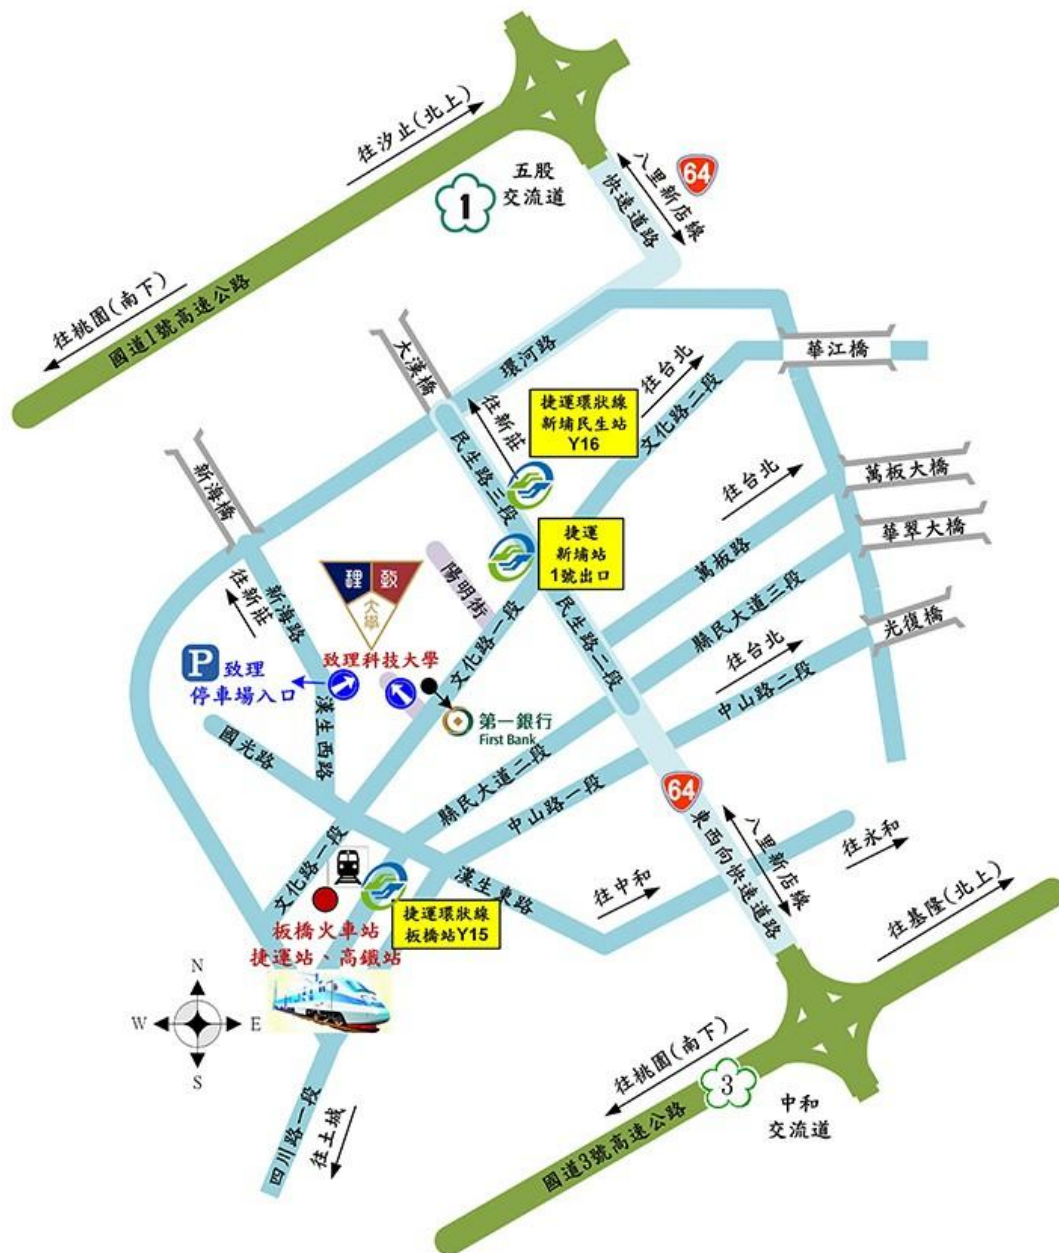 往汐止(北上)
五股
交流道
1
64
八里新店線
快速道路
往桃園(南下)
國道1號高速公路
大漢橋
環河路
往台北
華江橋
往新莊
捷運環狀線
新埔民生站
Y16
文化路二段
民生路三段
新海橋
往台北
萬板大橋
捷運
新埔站
1號出口
華翠大橋
萬板路
陽明街
縣民大道三段
理致
大學
往新莊
新海路
民生路二段
光復橋
往台北
文化路一段
致理科技大學
P 致理
停車場入口
中山路二段
漢生西路
第一銀行
First Bank
國光路
縣民大道二段
中山路一段
64
東西向快速道路
八里新店線
往永和
文化路一段
漢生東路
往中和
捷運環狀線
板橋站Y15
板橋火車站
捷運站、高鐵站
往基隆(北上)
N
W
E
S
往桃園(南下)
3
中和
交流道
國道3號高速公路
四川路一段
往土城